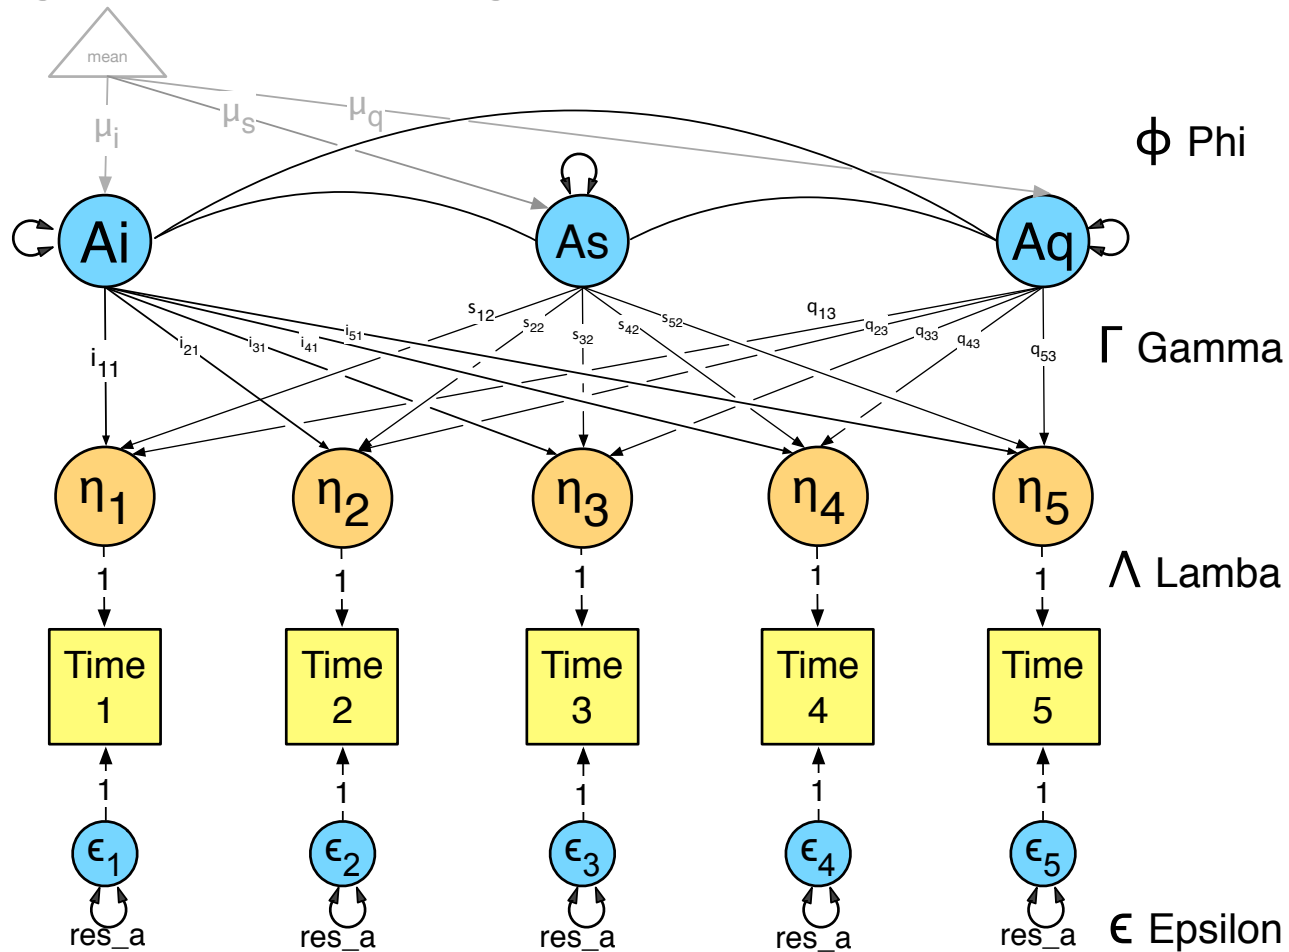 mean
μi
μs
μq
ϕ Phi
Ai
As
Aq
i11
i21
i31
i41
i51
s12
s22
s32
s42
s52
q13
q23
q33
q43
q53
Γ Gamma
η1
η2
η3
η4
η5
1
1
1
1
1
Λ Lamba
Time
1
Time
2
Time
3
Time
4
Time
5
1
1
1
1
1
ϵ1
ϵ2
ϵ3
ϵ4
ϵ5
res_a
res_a
res_a
res_a
res_a
ϵ Epsilon